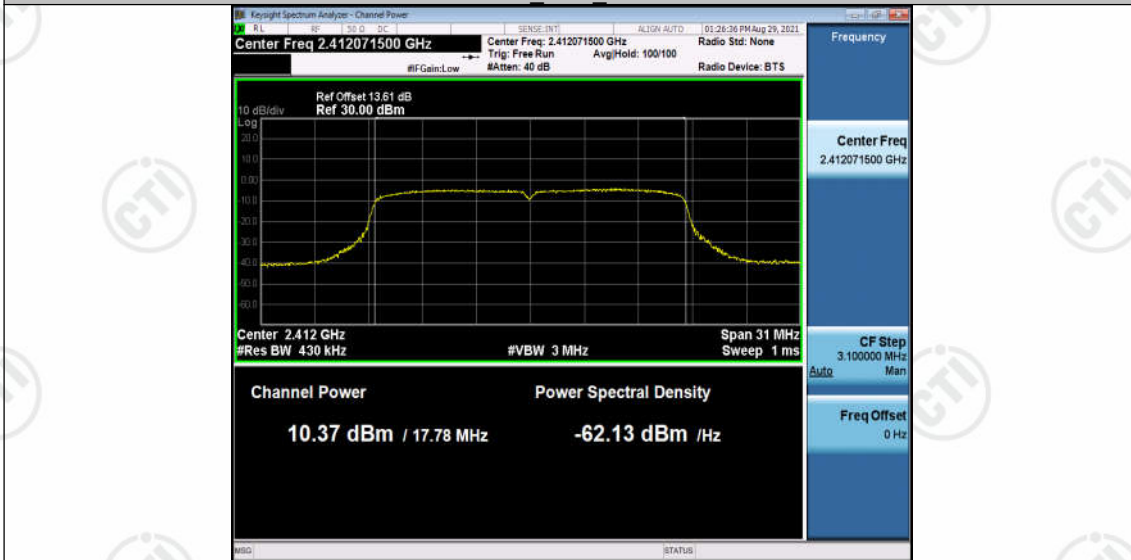 Keysight Spectrum Analyzer - Channel Power
RL RF 50 Ω DC SENSE:INT ALIGN AUTO 01:26:36 PM Aug 29, 2021
Center Freq 2.412071500 GHz
Center Freq: 2.412071500 GHz
Radio Std: None
Trig: Free Run Avg|Hold: 100/100
#IFGain:Low
#Atten: 40 dB
Radio Device: BTS
Frequency
Ref Offset 13.61 dB
10 dB/div Ref 30.00 dBm
Log
20.0
10.0
0.00
-10.0
-20.0
-30.0
-40.0
-50.0
-60.0
Center 2.412 GHz
Span 31 MHz
#Res BW 430 kHz
#VBW 3 MHz
Sweep 1 ms
Center Freq
2.412071500 GHz
CF Step
3.100000 MHz
Auto Man
Freq Offset
0 Hz
Channel Power
Power Spectral Density
10.37 dBm / 17.78 MHz
-62.13 dBm /Hz
MSG
STATUS
CTI
CTI
CTI